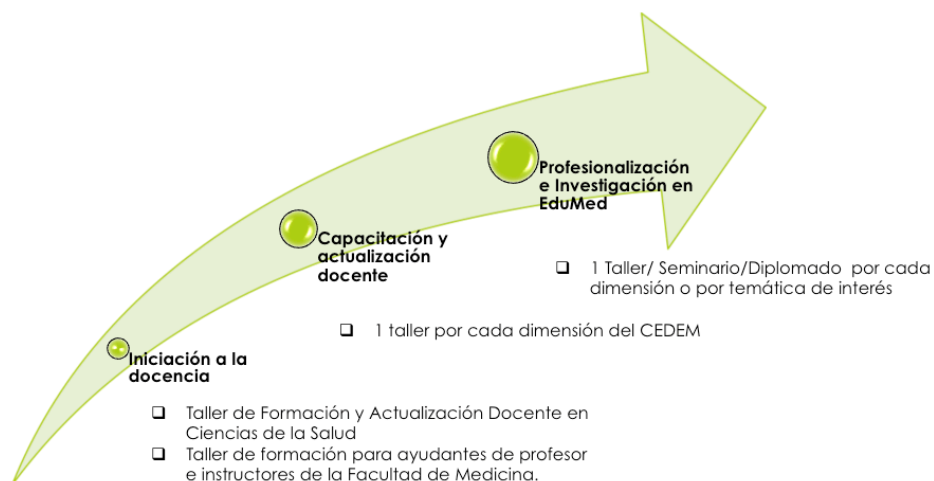 Profesionalización
e Investigación en
EduMed
Capacitación y
actualización
docente
❑ 1 Taller/ Seminario/Diplomado por cada
dimensión o por temática de interés
❑ 1 taller por cada dimensión del CEDEM
Iniciación a la
docencia
❑ Taller de Formación y Actualización Docente en
Ciencias de la Salud
❑ Taller de formación para ayudantes de profesor
e instructores de la Facultad de Medicina.